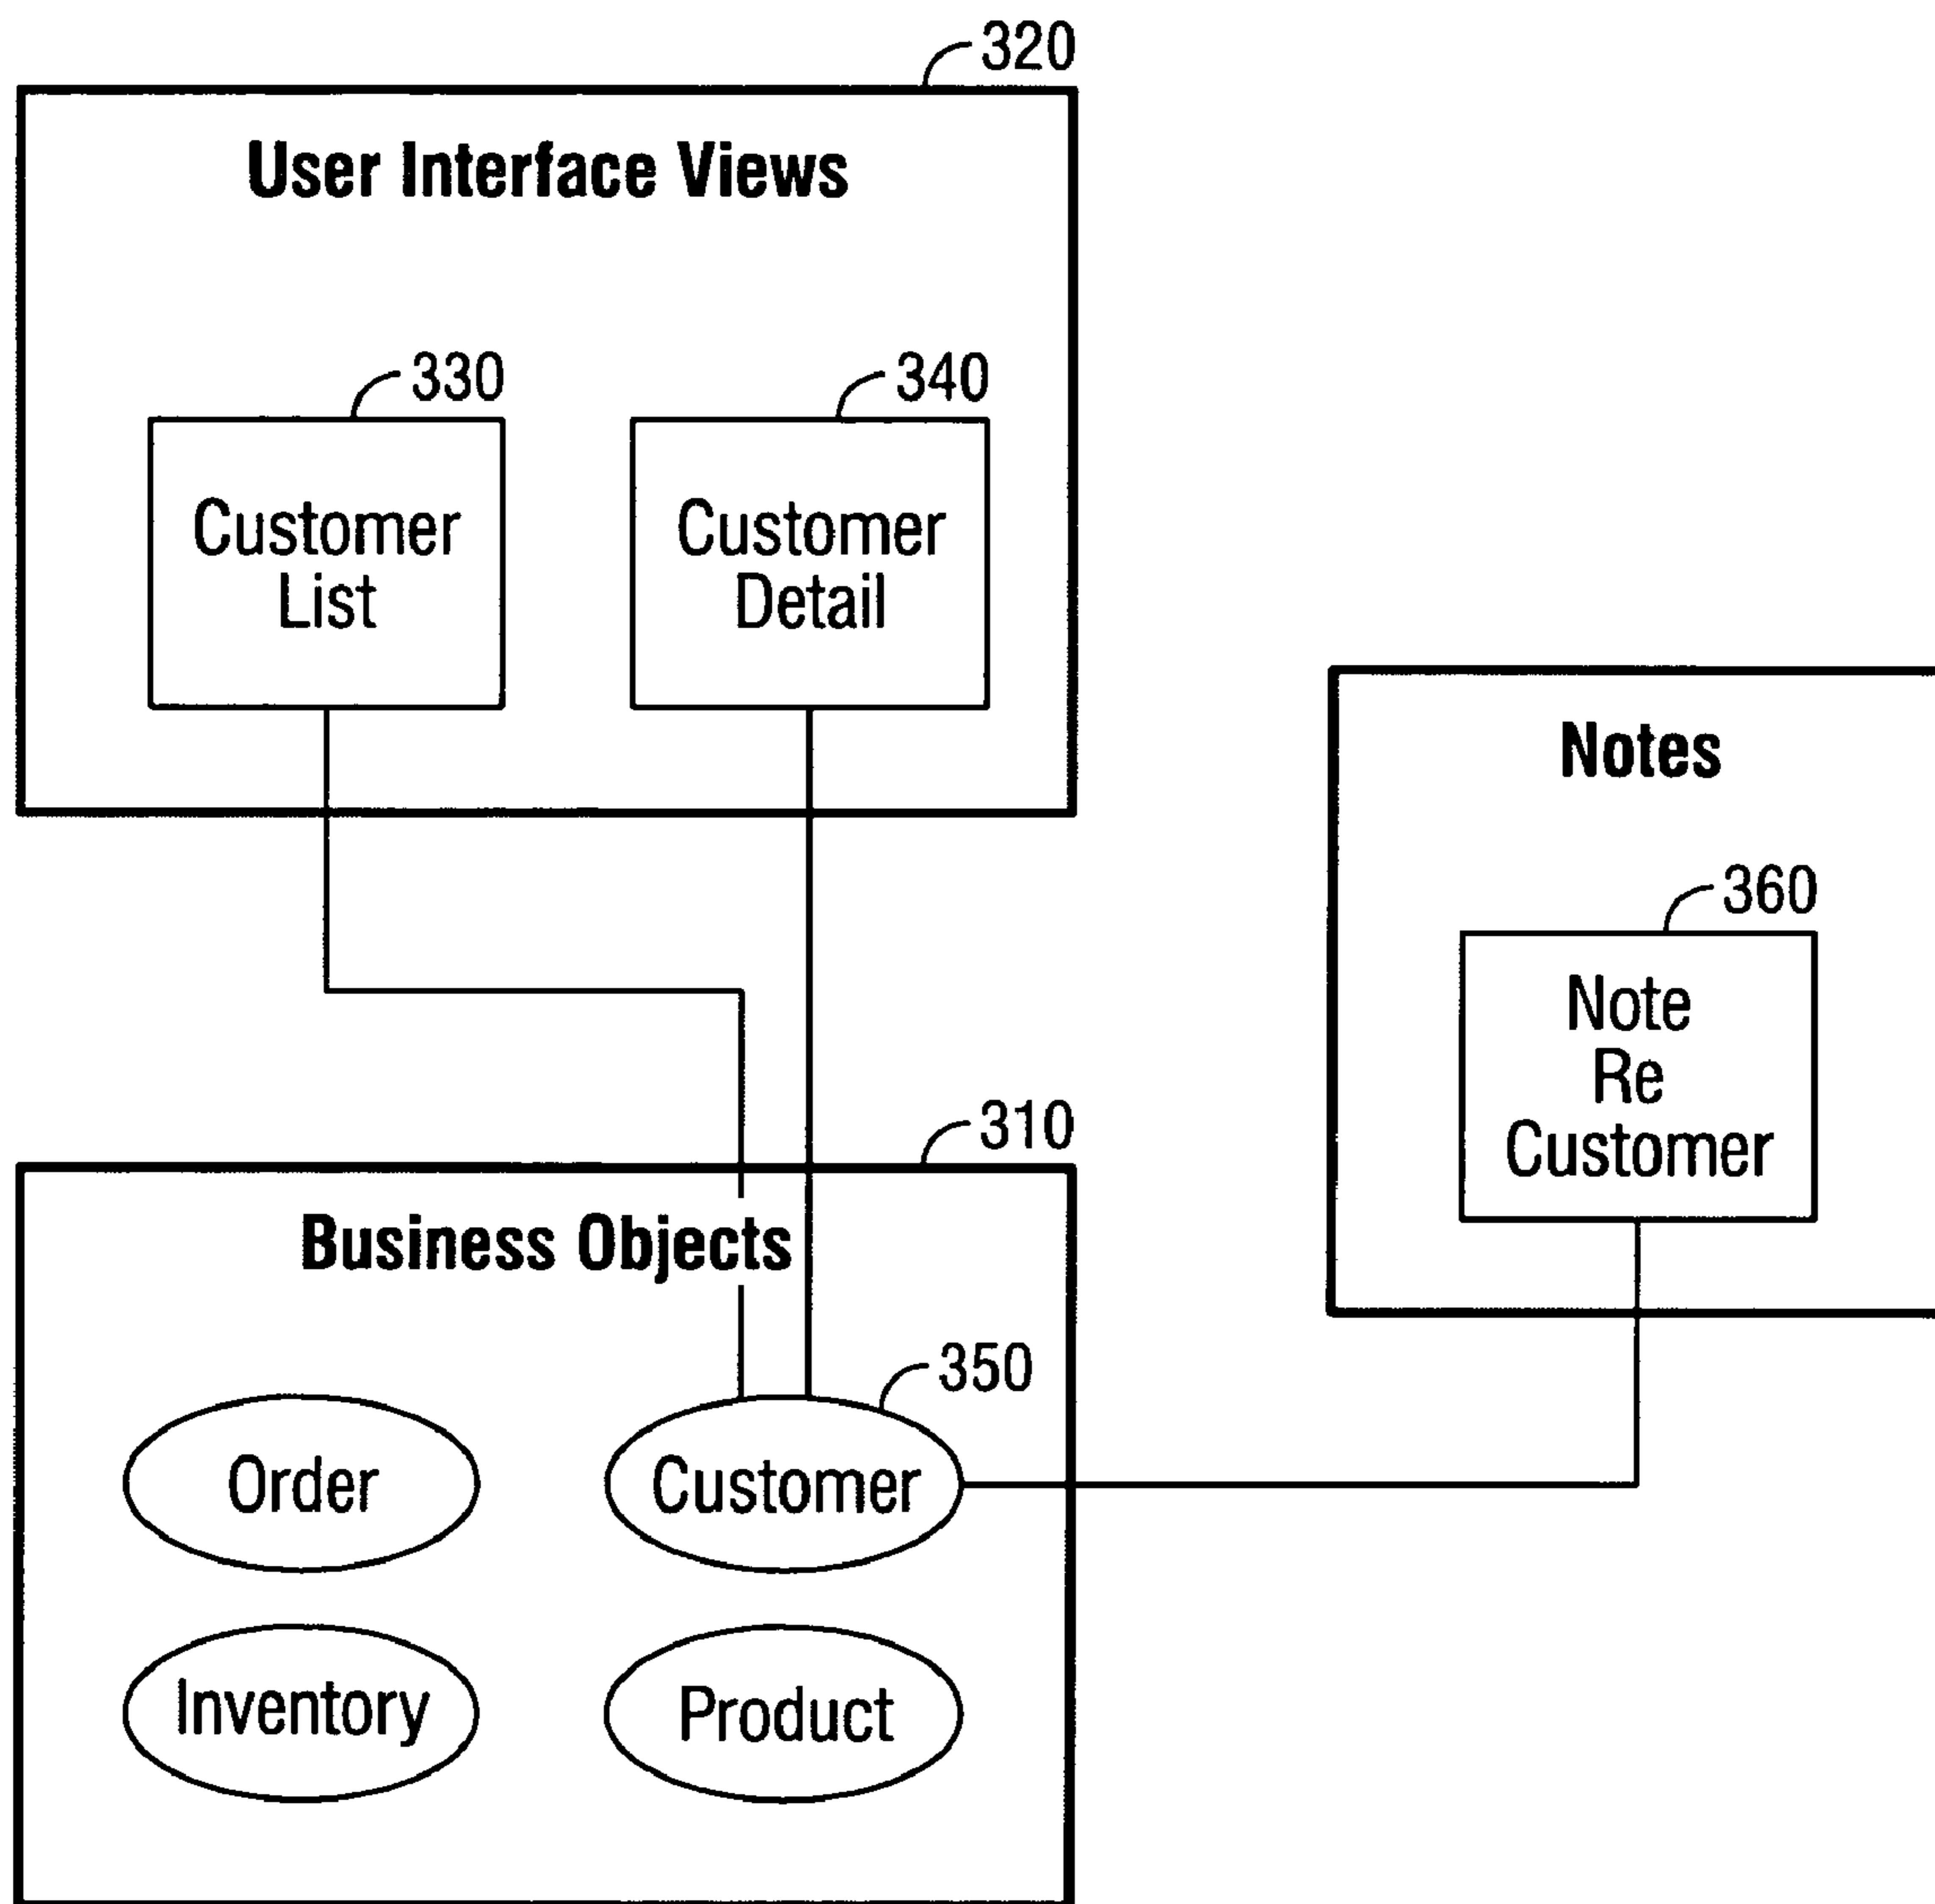 320
User Interface Views
330
340
Customer
List
Customer
Detail
Notes
360
Note
Re
Customer
310
Business Objects
350
Order
Customer
Inventory
Product